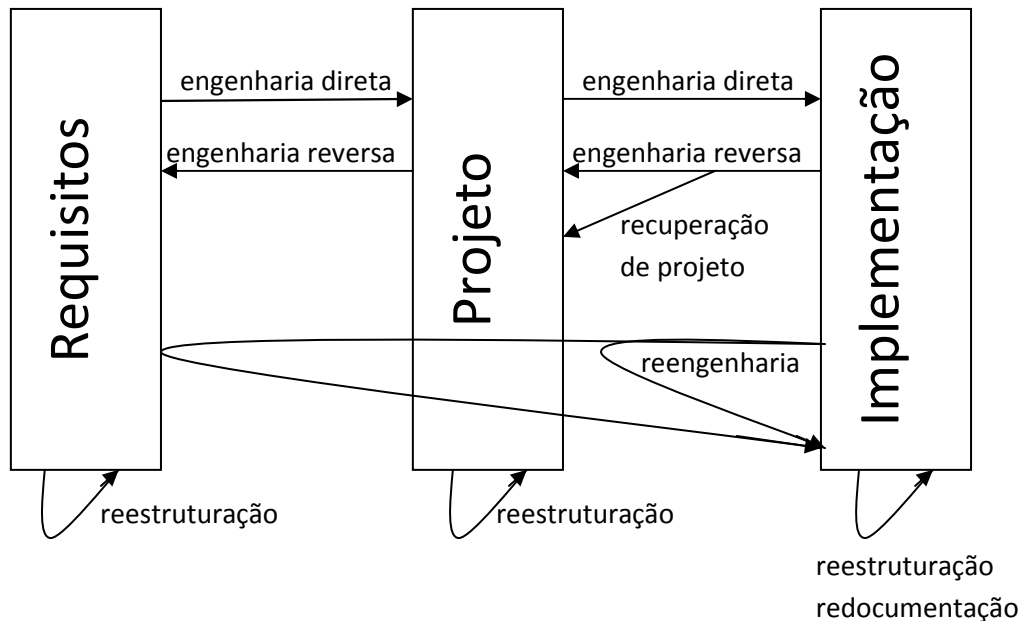 Requisitos
Projeto
Implementação
engenharia direta
engenharia direta
engenharia reversa
engenharia reversa
recuperação
de projeto
reengenharia
reestruturação
reestruturação
reestruturação
redocumentação